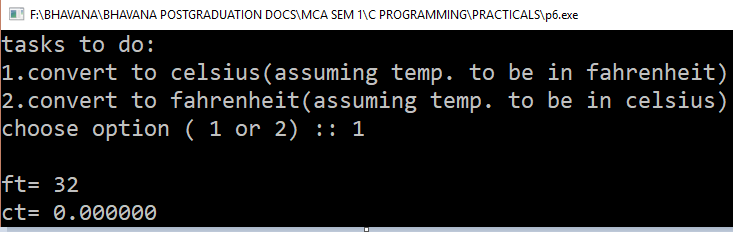 F:\BHAVANA\BHAVANA POSTGRADUATION DOCS\MCA SEM 1\C PROGRAMMING\PRACTICALS\p6.exe
tasks to do:
1.convert to celsius(assuming temp. to be in fahrenheit)
2.convert to fahrenheit(assuming temp. to be in celsius)
choose option ( 1 or 2) :: 1
ft= 32
ct= 0.000000